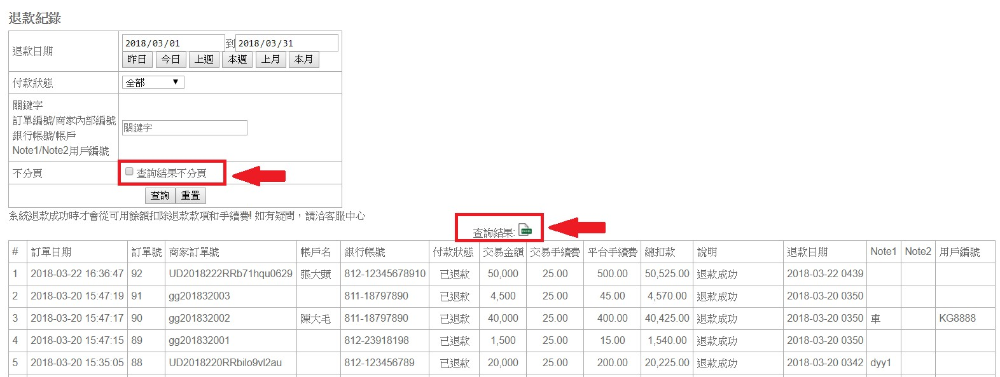 退款紀錄
退款日期 2018/03/01 到 2018/03/31
昨日 今日 上週 本週 上月 本月
付款狀態 全部
關鍵字
訂單編號/商家內部編號
銀行帳號/帳戶
Note1/Note2用戶編號
關鍵字
不分頁 查詢結果不分頁
查詢 重置
系統退款成功時才會從可用餘額扣除退款款項和手續費! 如有疑問，請洽客服中心
查詢結果: EXCEL
# 訂單日期 訂單號 商家訂單號 帳戶名 銀行帳號 付款狀態 交易金額 交易手續費 平台手續費 總扣款 說明 退款日期 Note1 Note2 用戶編號
1 2018-03-22 16:36:47 92 UD2018222RRb71hqu0629 張大頭 812-12345678910 已退款 50,000 25.00 500.00 50,525.00 退款成功 2018-03-22 0439
2 2018-03-20 15:47:19 91 gg201832003 811-18797890 已退款 4,500 25.00 45.00 4,570.00 退款成功 2018-03-20 0350
3 2018-03-20 15:47:17 90 gg201832002 陳大毛 811-18797890 已退款 40,000 25.00 400.00 40,425.00 退款成功 2018-03-20 0350 車 KG8888
4 2018-03-20 15:47:15 89 gg201832001 812-23918198 已退款 1,500 25.00 15.00 1,540.00 退款成功 2018-03-20 0350
5 2018-03-20 15:35:05 88 UD2018220RRbilo9vl2au 812-123456789 已退款 20,000 25.00 200.00 20,225.00 退款成功 2018-03-20 0342 dyy1